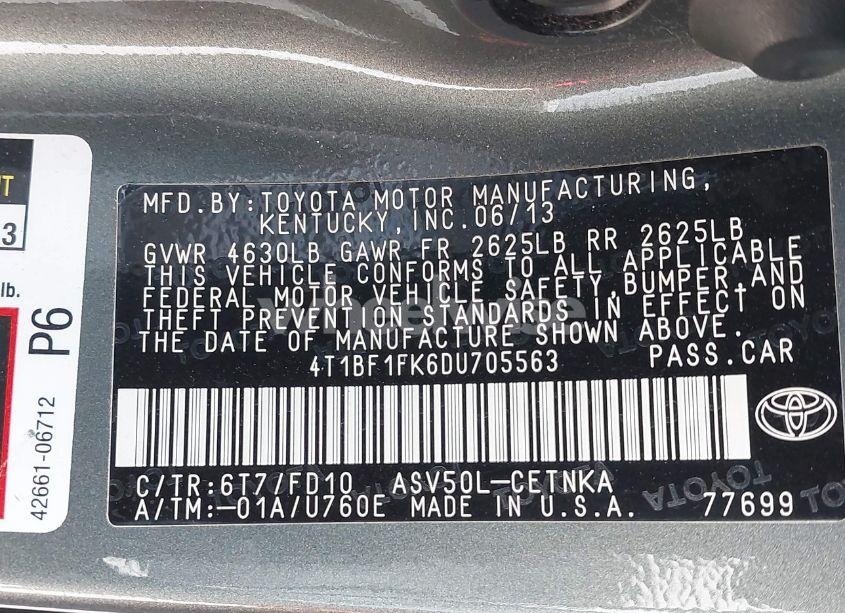 T
3
lb.
P6
42661-06712
MFD.BY:TOYOTA MOTOR MANUFACTURING,
KENTUCKY,INC.06/13
GVWR 4630LB GAWR FR 2625LB RR 2625LB
THIS VEHICLE CONFORMS TO ALL APPLICABLE
FEDERAL MOTOR VEHICLE SAFETY,BUMPER,AND
THEFT PREVENTION STANDARDS IN EFFECT ON
THE DATE OF MANUFACTURE SHOWN ABOVE.
4T1BF1FK6DU705563 PASS.CAR
C/TR:6T7/FD10 ASV50L-CETNKA
A/TM:-01A/U760E MADE IN U.S.A. 77699
TOYOTA